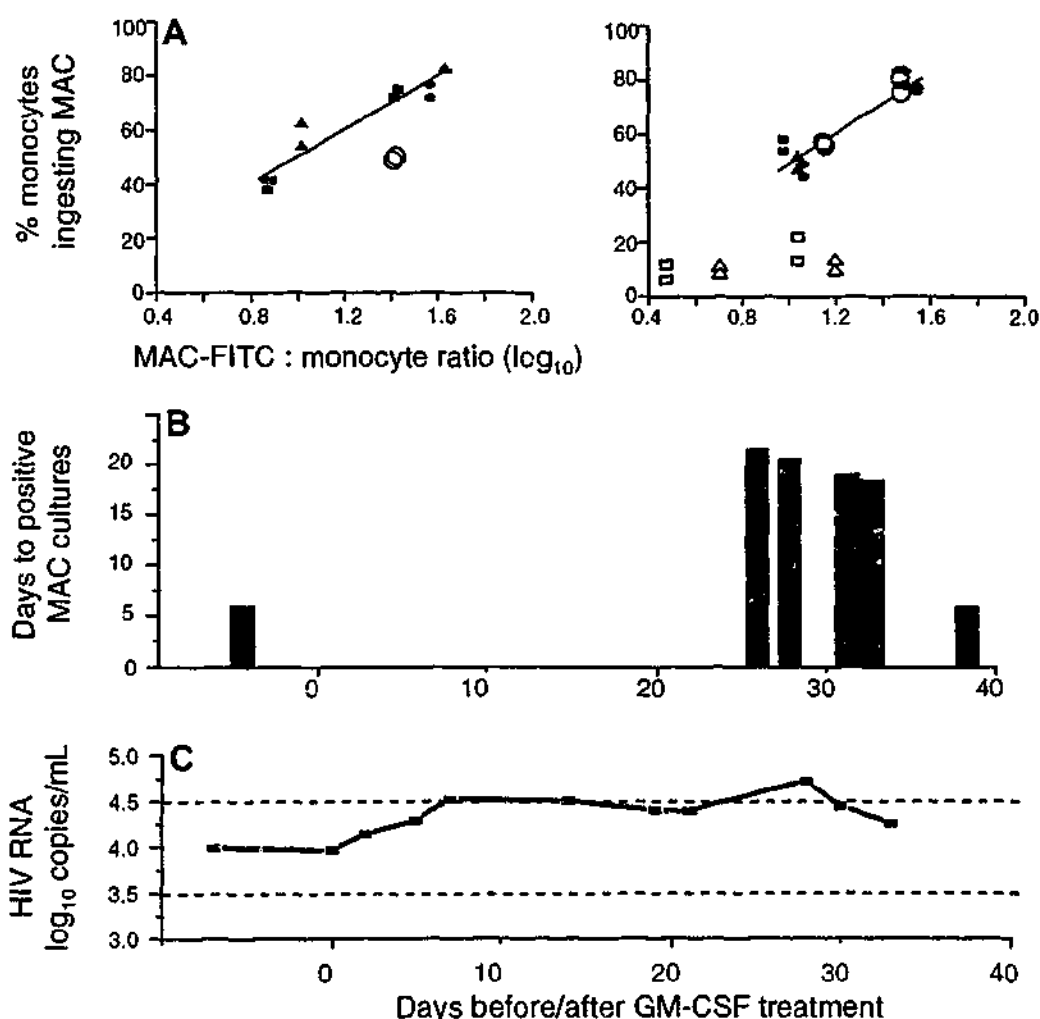 A
% monocytes
ingesting MAC
100
80
60
40
20
0
0.4 0.8 1.2 1.6 2.0
100
80
60
40
20
0
0.4 0.8 1.2 1.6 2.0
MAC-FITC : monocyte ratio (log10)
B
Days to positive
MAC cultures
20
15
10
5
0
0 10 20 30 40
C
HIV RNA
log10 copies/mL
5.0
4.5
4.0
3.5
3.0
0 10 20 30 40
Days before/after GM-CSF treatment